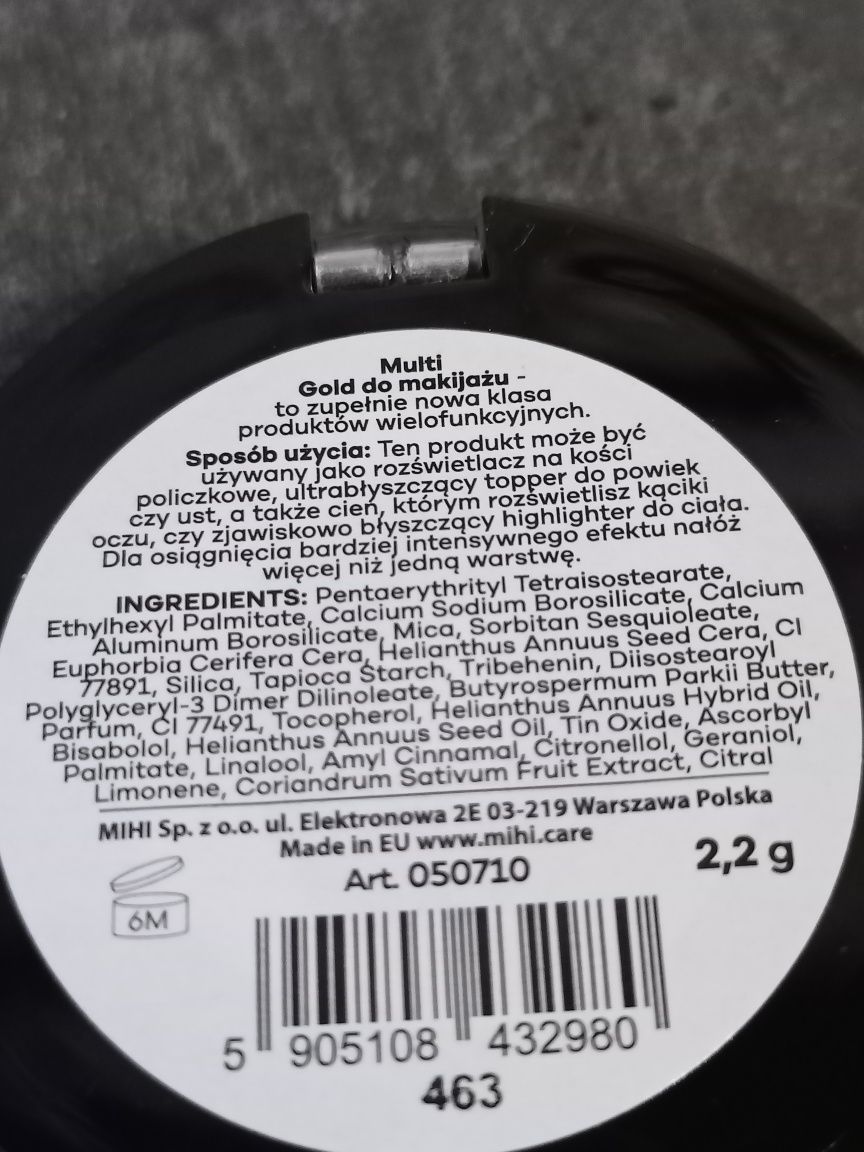 Multi
Gold do makijażu -
to zupełnie nowa klasa
produktów wielofunkcyjnych.
Sposób użycia: Ten produkt może być
używany jako rozświetlacz na kości
policzkowe, ultrabłyszczący topper do powiek
czy ust, a także cień, którym rozświetlisz kąciki
oczu, czy zjawiskowo błyszczący highlighter do ciała.
Dla osiągnięcia bardziej intensywnego efektu nałóż
więcej niż jedną warstwę.
INGREDIENTS: Pentaerythrityl Tetraisostearate,
Ethylhexyl Palmitate, Calcium Sodium Borosilicate, Calcium
Aluminum Borosilicate, Mica, Sorbitan Sesquioleate,
Euphorbia Cerifera Cera, Helianthus Annuus Seed Cera, CI
77891, Silica, Tapioca Starch, Tribehenin, Diisostearoyl
Polyglyceryl-3 Dimer Dilinoleate, Butyrospermum Parkii Butter,
Parfum, CI 77491, Tocopherol, Helianthus Annuus Hybrid Oil,
Bisabolol, Helianthus Annuus Seed Oil, Tin Oxide, Ascorbyl
Palmitate, Linalool, Amyl Cinnamal, Citronellol, Geraniol,
Limonene, Coriandrum Sativum Fruit Extract, Citral
MIHI Sp. z o.o. ul. Elektronowa 2E 03-219 Warszawa Polska
Made in EU www.mihi.care
Art. 050710
2,2 g
6M
5 905108 432980
463